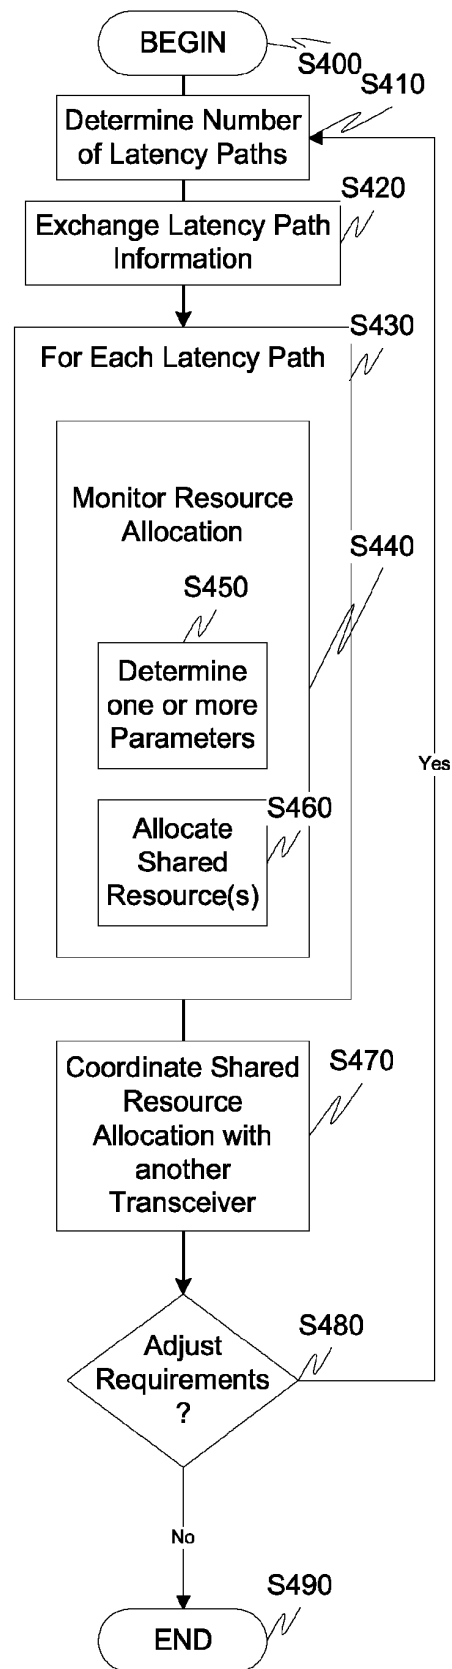 BEGIN
S400
S410
Determine Number
of Latency Paths
S420
Exchange Latency Path
Information
S430
For Each Latency Path
Monitor Resource
Allocation
S440
S450
Determine
one or more
Parameters
Yes
S460
Allocate
Shared
Resource(s)
Coordinate Shared
Resource
Allocation with
another
Transceiver
S470
S480
Adjust
Requirements
?
No
S490
END